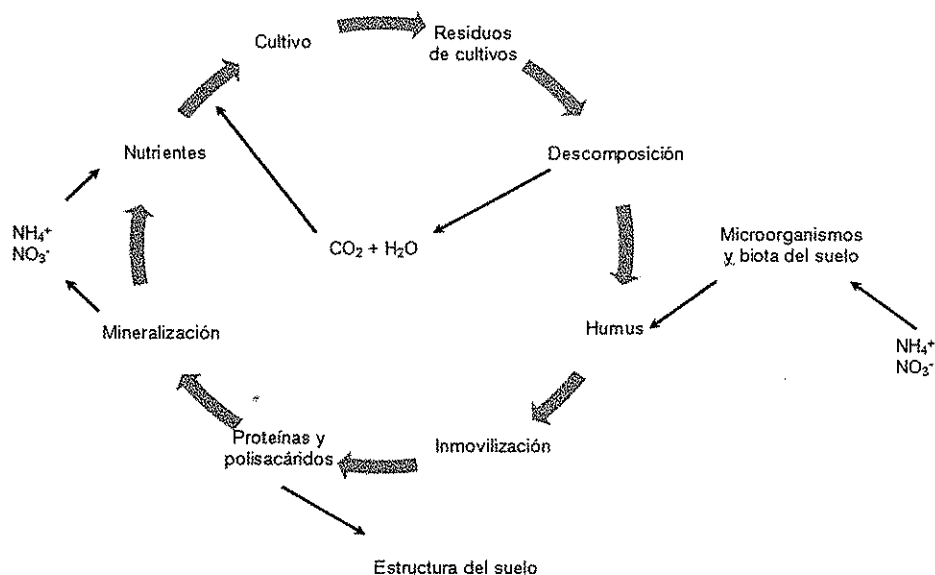 Cultivo
Residuos
de cultivos
Nutrientes
Descomposición
NH₄⁺
NO₃⁻
CO₂ + H₂O
Microorganismos
y biota del suelo
Mineralización
Humus
NH₄⁺
NO₃⁻
Proteínas y
polisacáridos
Inmovilización
Estructura del suelo